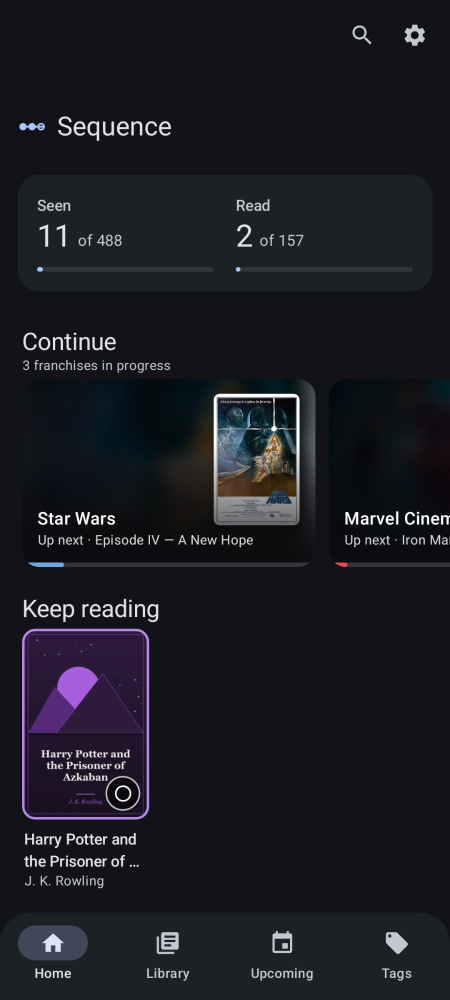 Sequence
Seen
Read
11 of 488
2 of 157
Continue
3 franchises in progress
Star Wars
Up next · Episode IV — A New Hope
Marvel Cinem
Up next · Iron Ma
STAR
WARS
Keep reading
Harry Potter and
the Prisoner of
Azkaban
J. K. Rowling
Harry Potter and
the Prisoner of ...
J. K. Rowling
Home
Library
Upcoming
Tags